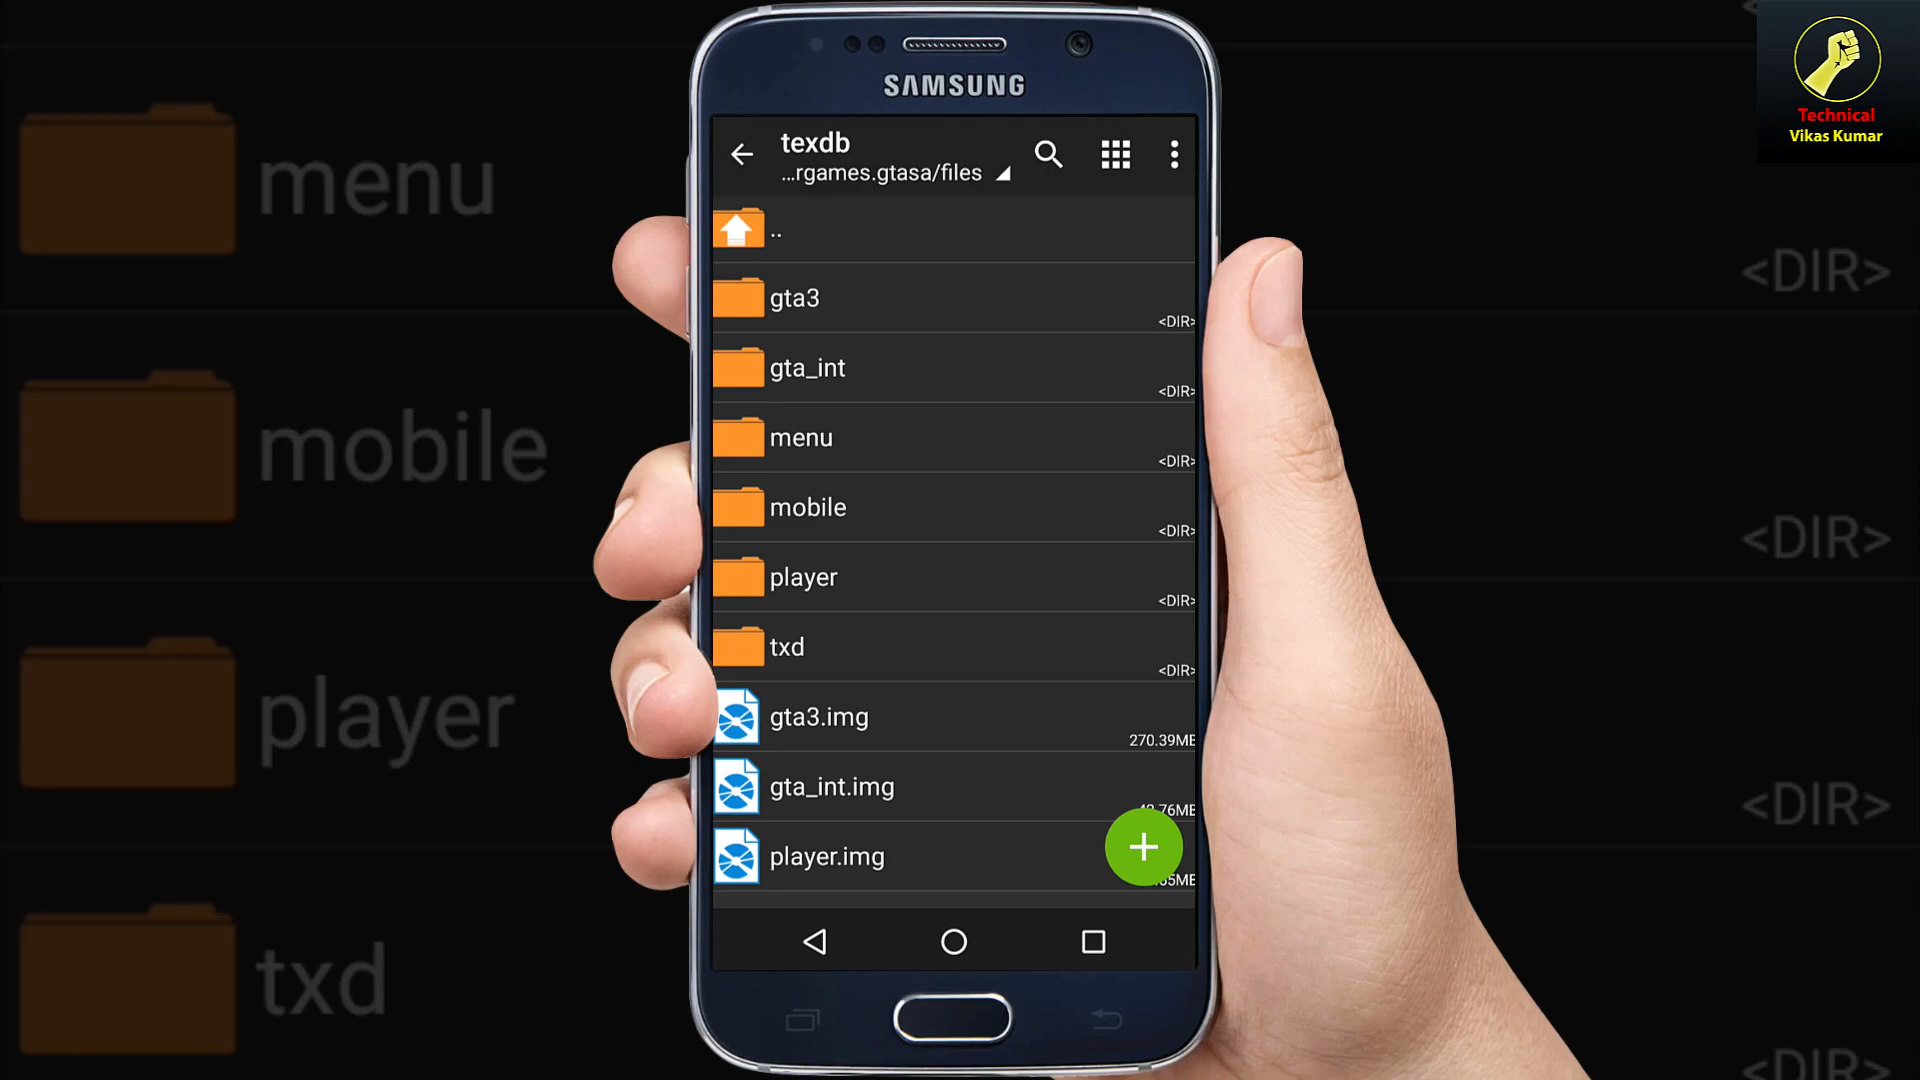 SAMSUNG
texdb
...rgames.gtasa/files
..
gta3
<DIR>
gta_int
<DIR>
menu
<DIR>
mobile
<DIR>
player
<DIR>
txd
<DIR>
gta3.img
270.39MB
gta_int.img
player.img
menu
<DIR>
mobile
<DIR>
player
<DIR>
txd
<DIR>
Technical
Vikas Kumar